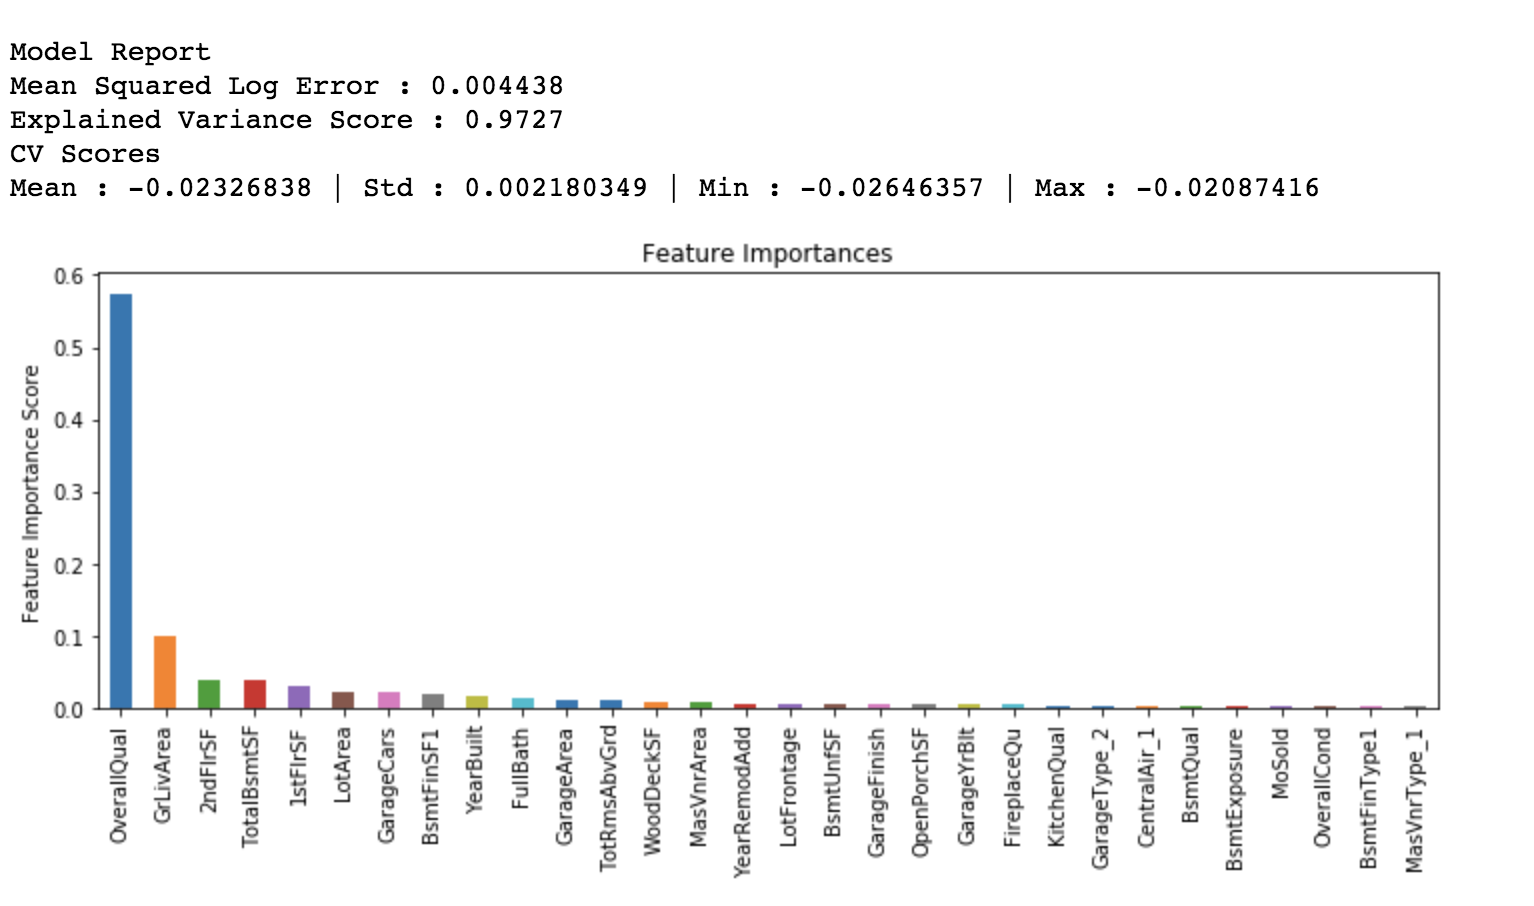 Model Report
Mean Squared Log Error : 0.004438
Explained Variance Score : 0.9727
CV Scores
Mean : -0.02326838 | Std : 0.002180349 | Min : -0.02646357 | Max : -0.02087416
Feature Importances
Feature Importance Score
0.6
0.5
0.4
0.3
0.2
0.1
0.0
OverallQual
GrLivArea
2ndFlrSF
TotalBsmtSF
1stFlrSF
LotArea
GarageCars
BsmtFinSF1
YearBuilt
FullBath
GarageArea
TotRmsAbvGrd
WoodDeckSF
MasVnrArea
YearRemodAdd
LotFrontage
BsmtUnfSF
GarageFinish
OpenPorchSF
GarageYrBlt
FireplaceQu
KitchenQual
GarageType_2
CentralAir_1
BsmtQual
BsmtExposure
MoSold
OverallCond
BsmtFinType1
MasVnrType_1